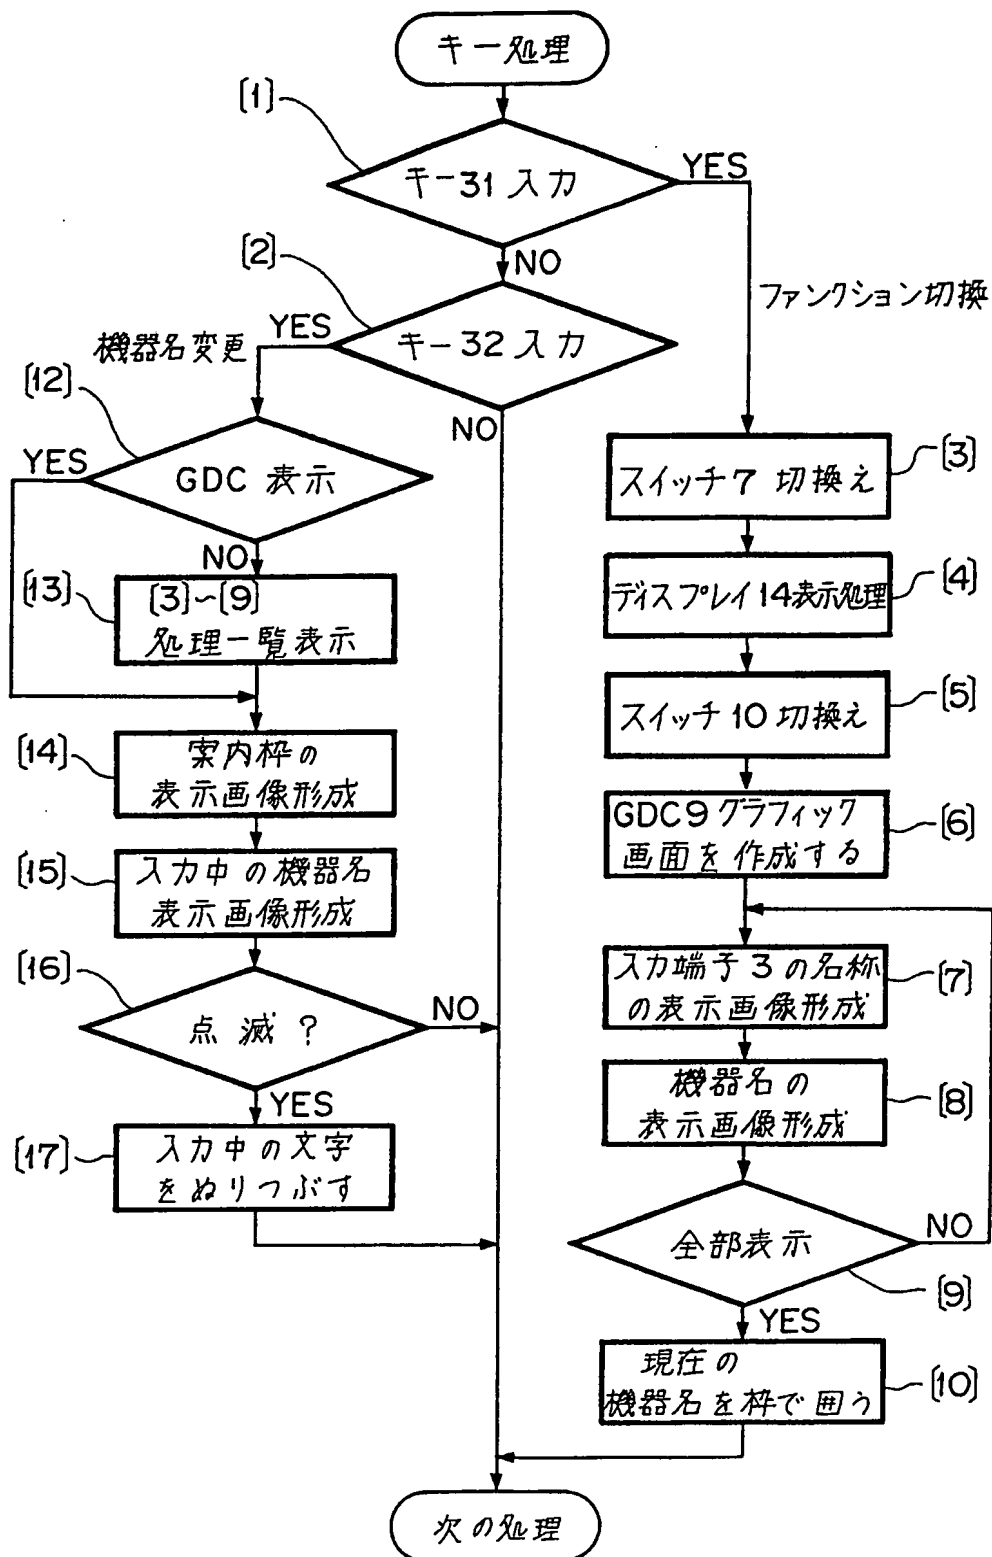 キー処理
[1]
キー31入力
YES
NO
[2]
ファンクション切換
キー32入力
YES
機器名変更
NO
[12]
GDC 表示
YES
NO
[3]
スイッチ7 切換え
[4]
ディスプレイ14表示処理
[13]
[3]~[9]
処理一覧表示
[5]
スイッチ10切換え
[14]
案内枠の
表示画像形成
[6]
GDC9グラフィック
画面を作成する
[15]
入力中の機器名
表示画像形成
[7]
入力端子3の名称
の表示画像形成
[16]
点滅?
NO
YES
[8]
機器名の
表示画像形成
[17]
入力中の文字
をぬりつぶす
全部表示
NO
[9]
YES
[10]
現在の
機器名を枠で囲う
次の処理